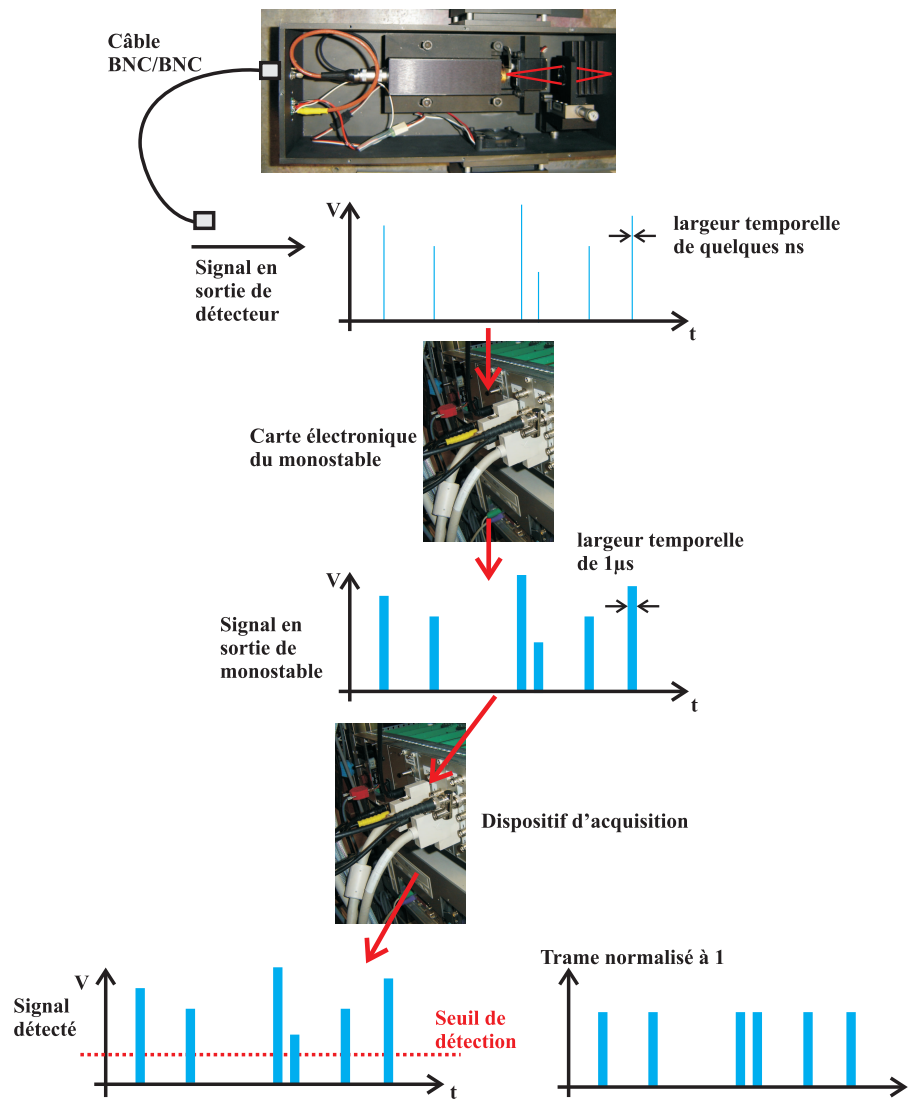 Câble
BNC/BNC
V
largeur temporelle
de quelques ns
Signal en
sortie de
détecteur
t
Carte électronique
du monostable
largeur temporelle
de 1µs
V
Signal en
sortie de
monostable
t
Dispositif d'acquisition
Trame normalisé à 1
V
Signal
détecté
Seuil de
détection
t